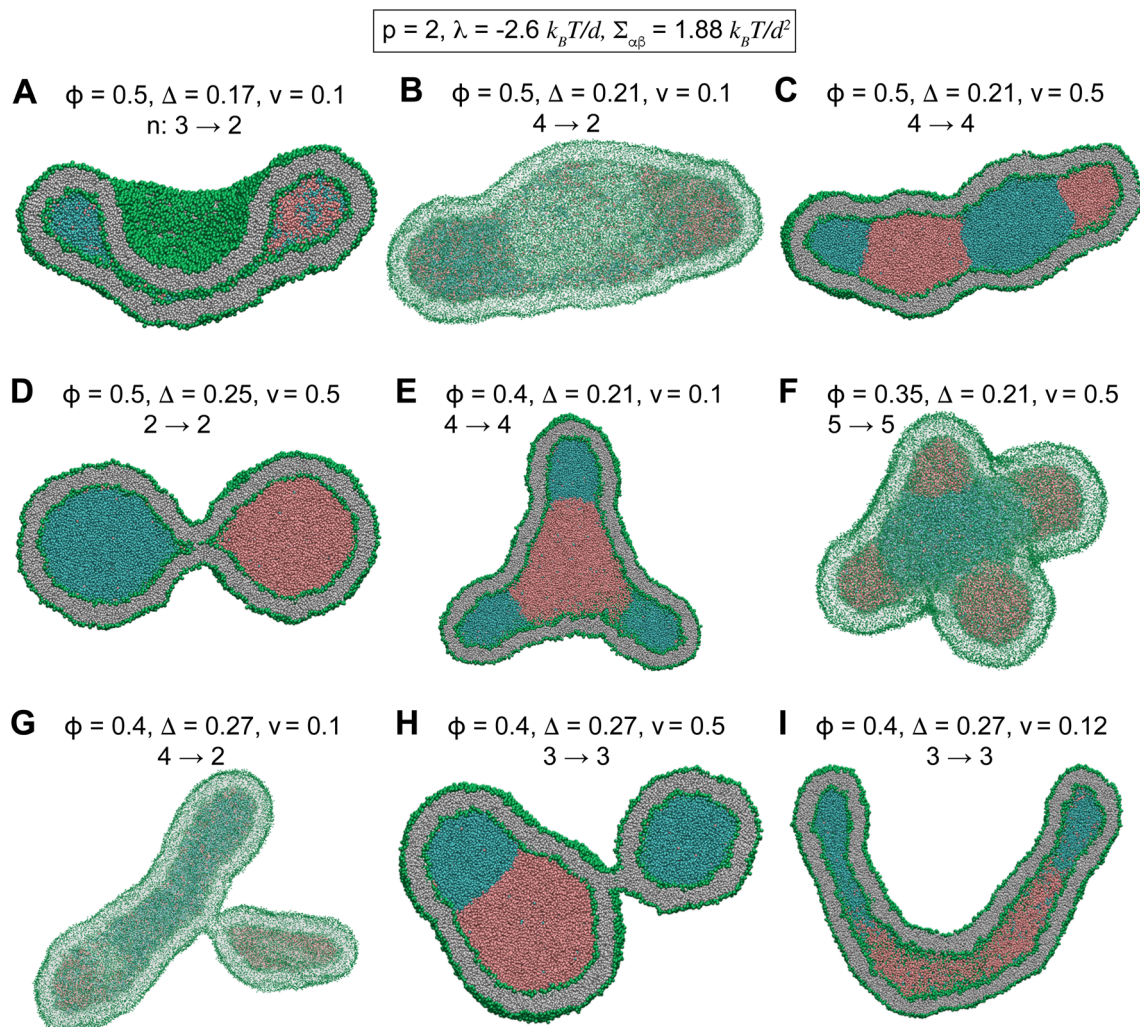 p = 2, λ = -2.6 k_BT/d, Σ_αβ = 1.88 k_BT/d²
A ϕ = 0.5, Δ = 0.17, v = 0.1
n: 3 → 2
B ϕ = 0.5, Δ = 0.21, v = 0.1
4 → 2
C ϕ = 0.5, Δ = 0.21, v = 0.5
4 → 4
D ϕ = 0.5, Δ = 0.25, v = 0.5
2 → 2
E ϕ = 0.4, Δ = 0.21, v = 0.1
4 → 4
F ϕ = 0.35, Δ = 0.21, v = 0.5
5 → 5
G ϕ = 0.4, Δ = 0.27, v = 0.1
4 → 2
H ϕ = 0.4, Δ = 0.27, v = 0.5
3 → 3
I ϕ = 0.4, Δ = 0.27, v = 0.12
3 → 3